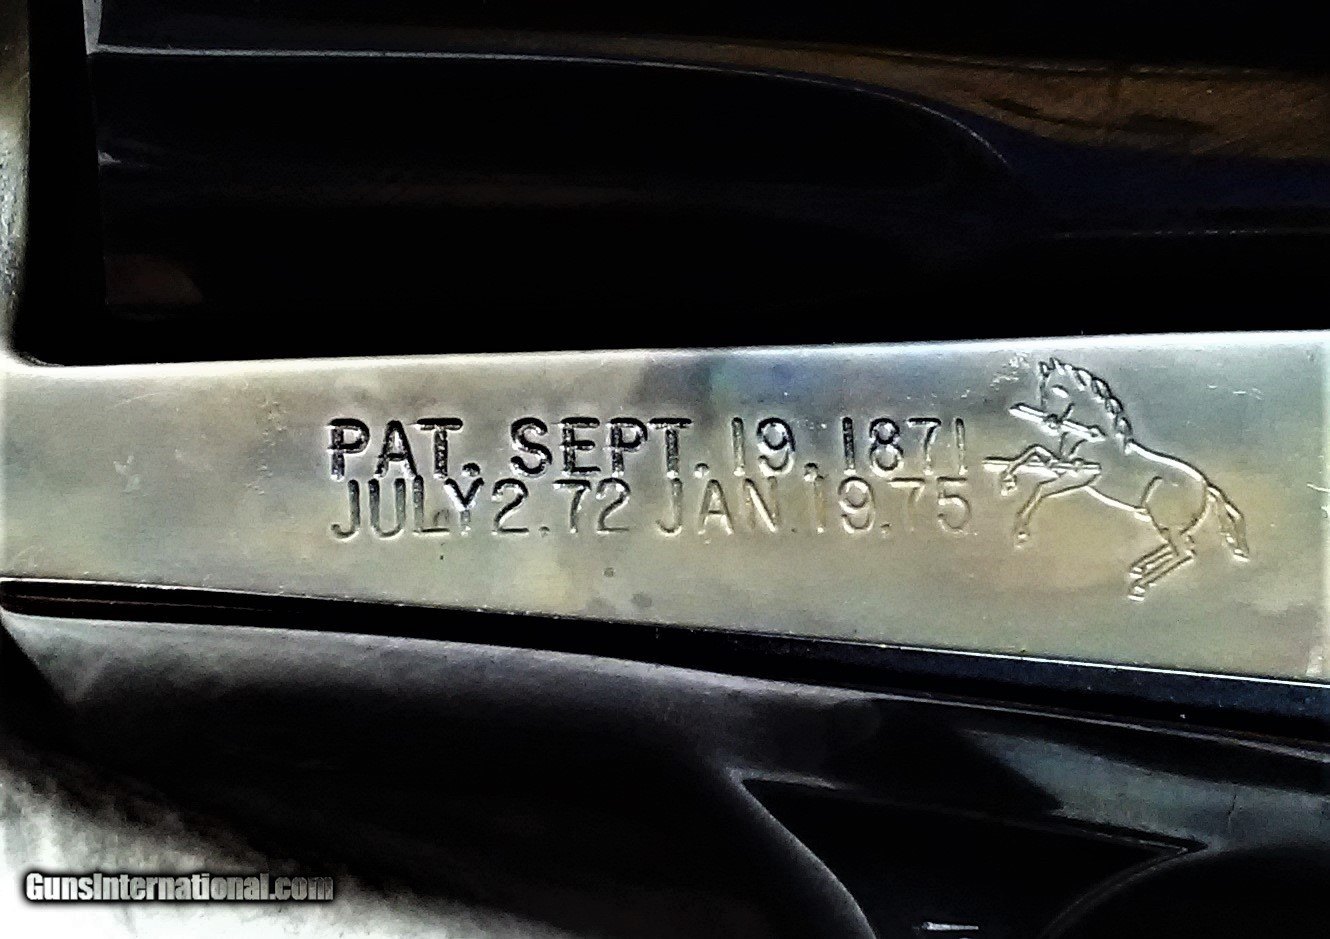 PAT. SEPT. 19. 1871
JULY 2. 72 JAN. 19. 75
GunsInternational.com